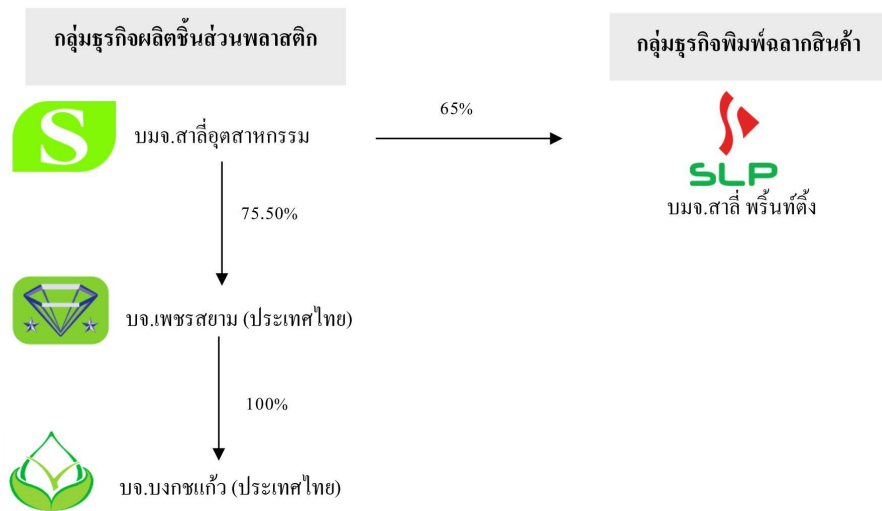 กลุ่มธุรกิจผลิตชิ้นส่วนพลาสติก
กลุ่มธุรกิจพิมพ์ฉลากสินค้า
S
บมจ.สาลี่อุตสาหกรรม
65%
SLP
บมจ.สาลี่ พริ้นท์ติ้ง
75.50%
บจ.เพชรสยาม (ประเทศไทย)
100%
บจ.บงกชแก้ว (ประเทศไทย)